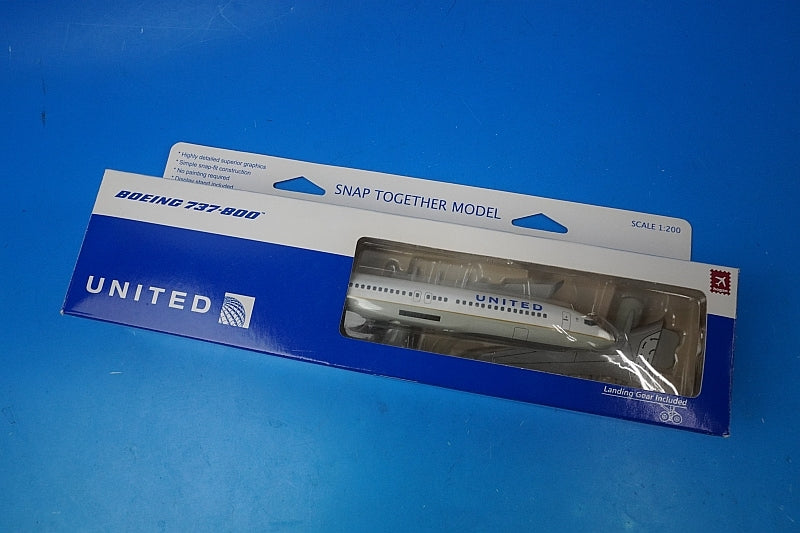 * Highly detailed superior graphics
* Simple snap-fit construction
* No painting required
* Display stand included
SNAP TOGETHER MODEL
SCALE 1:200
BOEING 737-800™
UNITED
UNITED
Landing Gear Included